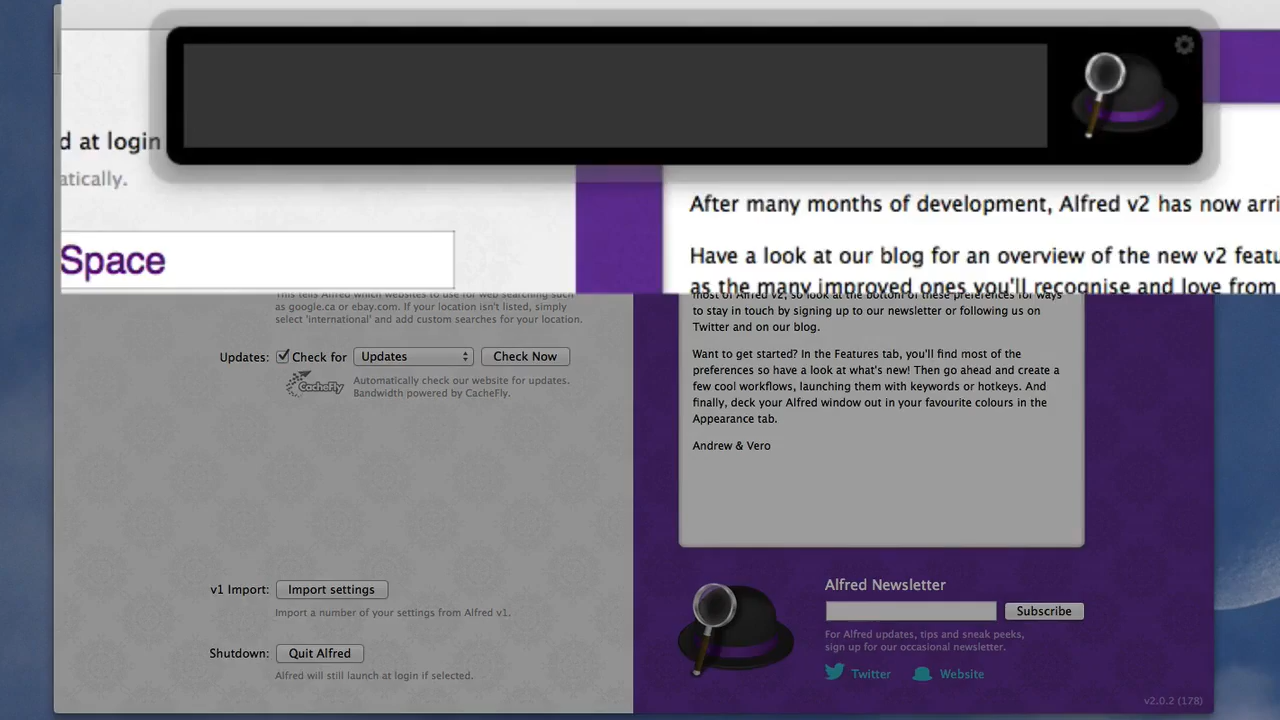 d at login
atically.
Space
After many months of development, Alfred v2 has now arri
Have a look at our blog for an overview of the new v2 featu
as the many improved ones you'll recognise and love from
This tells Alfred which websites to use for web searching such
as google.ca or ebay.com. If your location isn't listed, simply
select 'international' and add custom searches for your location.
Updates: Check for Updates Check Now
CacheFly
Automatically check our website for updates.
Bandwidth powered by CacheFly.
v1 Import: Import settings
Import a number of your settings from Alfred v1.
Shutdown: Quit Alfred
Alfred will still launch at login if selected.
most of Alfred v2, so look at the bottom of these preferences for ways
to stay in touch by signing up to our newsletter or following us on
Twitter and on our blog.
Want to get started? In the Features tab, you'll find most of the
preferences so have a look at what's new! Then go ahead and create a
few cool workflows, launching them with keywords or hotkeys. And
finally, deck your Alfred window out in your favourite colours in the
Appearance tab.
Andrew & Vero
Alfred Newsletter
Subscribe
For Alfred updates, tips and sneak peeks,
sign up for our occasional newsletter.
Twitter Website
v2.0.2 (178)